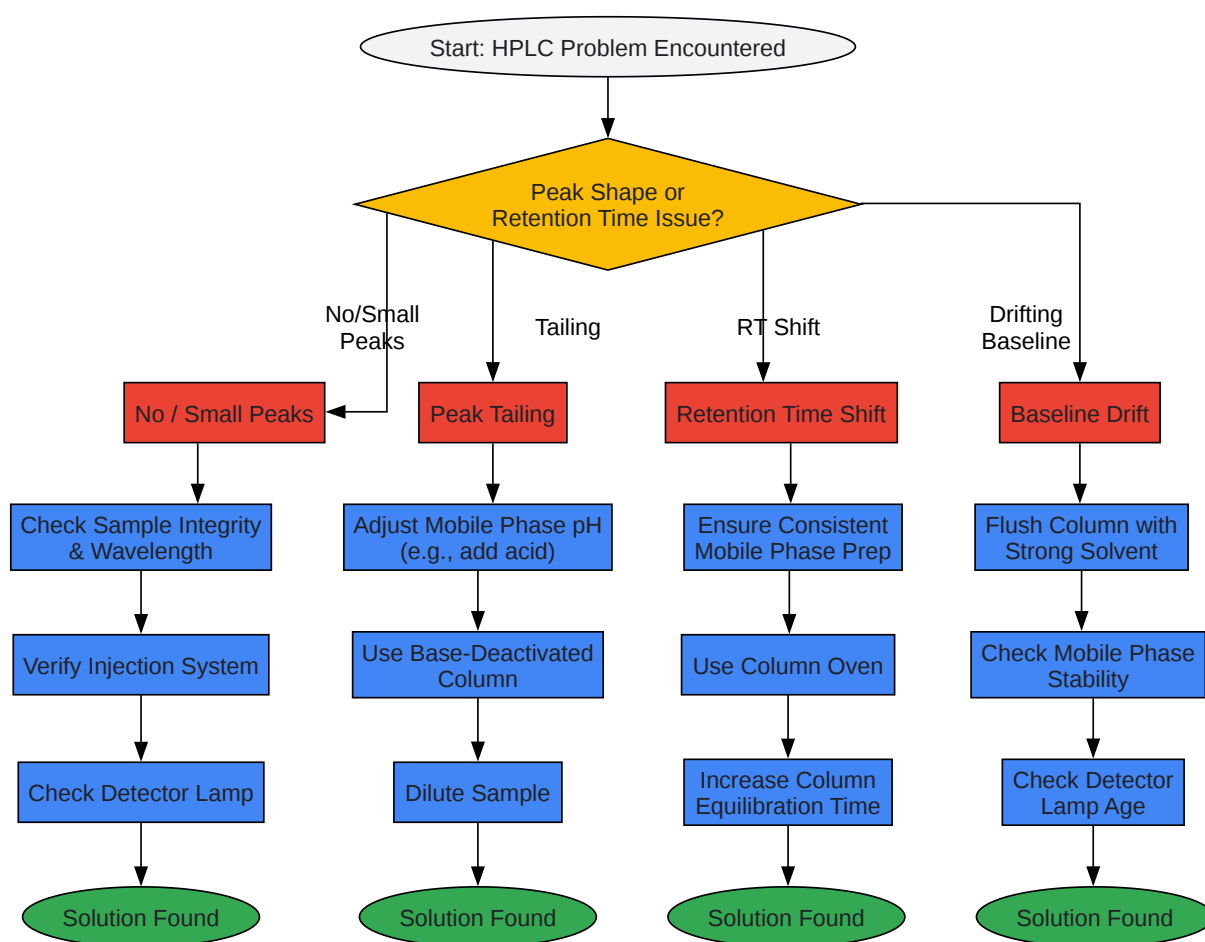 Start: HPLC Problem Encountered
Peak Shape or
Retention Time Issue?
No/Small
Peaks
Tailing
RT Shift
Drifting
Baseline
No / Small Peaks
Peak Tailing
Retention Time Shift
Baseline Drift
Check Sample Integrity
& Wavelength
Adjust Mobile Phase pH
(e.g., add acid)
Ensure Consistent
Mobile Phase Prep
Flush Column with
Strong Solvent
Verify Injection System
Use Base-Deactivated
Column
Use Column Oven
Check Mobile Phase
Stability
Check Detector Lamp
Dilute Sample
Increase Column
Equilibration Time
Check Detector
Lamp Age
Solution Found
Solution Found
Solution Found
Solution Found